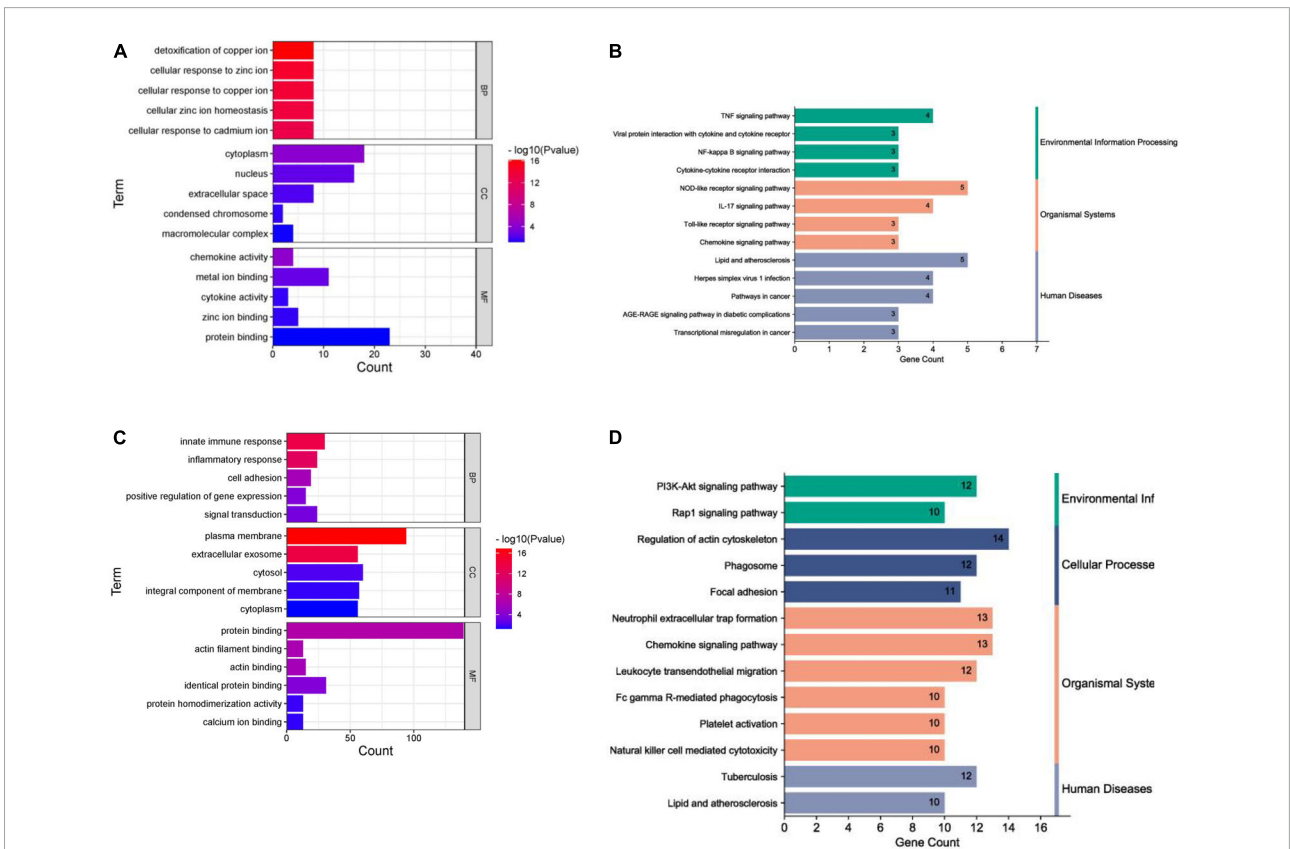 A
Term
detoxification of copper ion
cellular response to zinc ion
cellular response to copper ion
cellular zinc ion homeostasis
cellular response to cadmium ion
BP
cytoplasm
nucleus
extracellular space
condensed chromosome
macromolecular complex
CC
chemokine activity
metal ion binding
cytokine activity
zinc ion binding
protein binding
MF
0 10 20 30 40
Count
- log10(Pvalue)
16
12
8
4
B
TNF signaling pathway 4
Viral protein interaction with cytokine and cytokine receptor 3
NF-kappa B signaling pathway 3
Cytokine-cytokine receptor interaction 3
NOD-like receptor signaling pathway 5
IL-17 signaling pathway 4
Toll-like receptor signaling pathway 3
Chemokine signaling pathway 3
Lipid and atherosclerosis 5
Herpes simplex virus 1 infection 4
Pathways in cancer 4
AGE-RAGE signaling pathway in diabetic complications 3
Transcriptional misregulation in cancer 3
Environmental Information Processing
Organismal Systems
Human Diseases
0 1 2 3 4 5 6 7
Gene Count
C
Term
innate immune response
inflammatory response
cell adhesion
positive regulation of gene expression
signal transduction
BP
plasma membrane
extracellular exosome
cytosol
integral component of membrane
cytoplasm
CC
protein binding
actin filament binding
actin binding
identical protein binding
protein homodimerization activity
calcium ion binding
MF
0 50 100
Count
- log10(Pvalue)
16
12
8
4
D
PI3K-Akt signaling pathway 12
Rap1 signaling pathway 10
Regulation of actin cytoskeleton 14
Phagosome 12
Focal adhesion 11
Neutrophil extracellular trap formation 13
Chemokine signaling pathway 13
Leukocyte transendothelial migration 12
Fc gamma R-mediated phagocytosis 10
Platelet activation 10
Natural killer cell mediated cytotoxicity 10
Tuberculosis 12
Lipid and atherosclerosis 10
Environmental Inf
Cellular Processe
Organismal Syste
Human Diseases
0 2 4 6 8 10 12 14 16
Gene Count